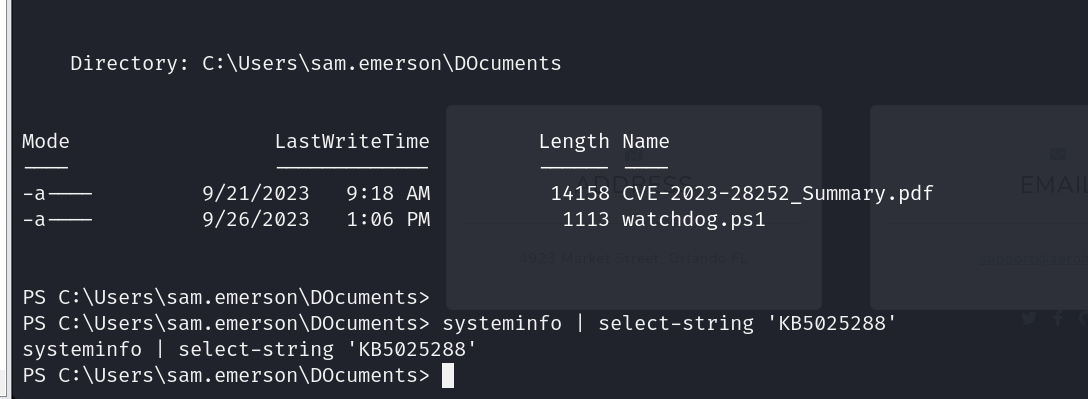 Directory: C:\Users\sam.emerson\DOcuments
Mode LastWriteTime Length Name
---- ------------- ------ ----
-a---- 9/21/2023 9:18 AM 14158 CVE-2023-28252_Summary.pdf
-a---- 9/26/2023 1:06 PM 1113 watchdog.ps1
ADDRESS
EMAIL
4923 Market Street, Orlando FL
PS C:\Users\sam.emerson\DOcuments>
PS C:\Users\sam.emerson\DOcuments> systeminfo | select-string 'KB5025288'
systeminfo | select-string 'KB5025288'
PS C:\Users\sam.emerson\DOcuments>